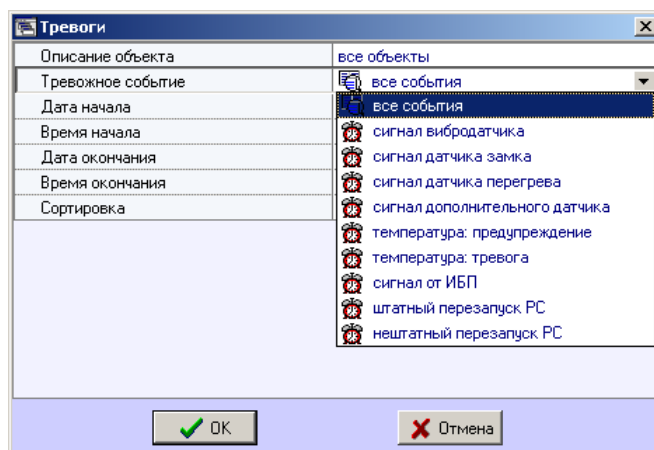 Тревоги
Описание объекта все объекты
Тревожное событие все события
Дата начала все события
Время начала сигнал вибродатчика
Дата окончания сигнал датчика замка
Время окончания сигнал датчика перегрева
Сортировка сигнал дополнительного датчика
температура: предупреждение
температура: тревога
сигнал от ИБП
штатный перезапуск PC
нештатный перезапуск PC
OK Отмена